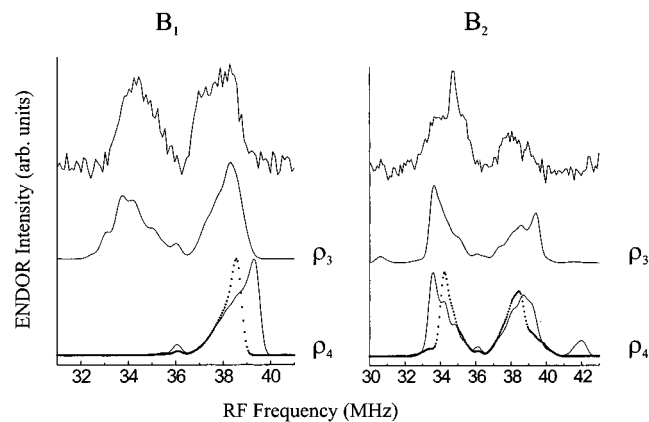 B₁
B₂
ENDOR Intensity (arb. units)
ρ₃
ρ₃
ρ₄
ρ₄
32 34 36 38 40
30 32 34 36 38 40 42
RF Frequency (MHz)